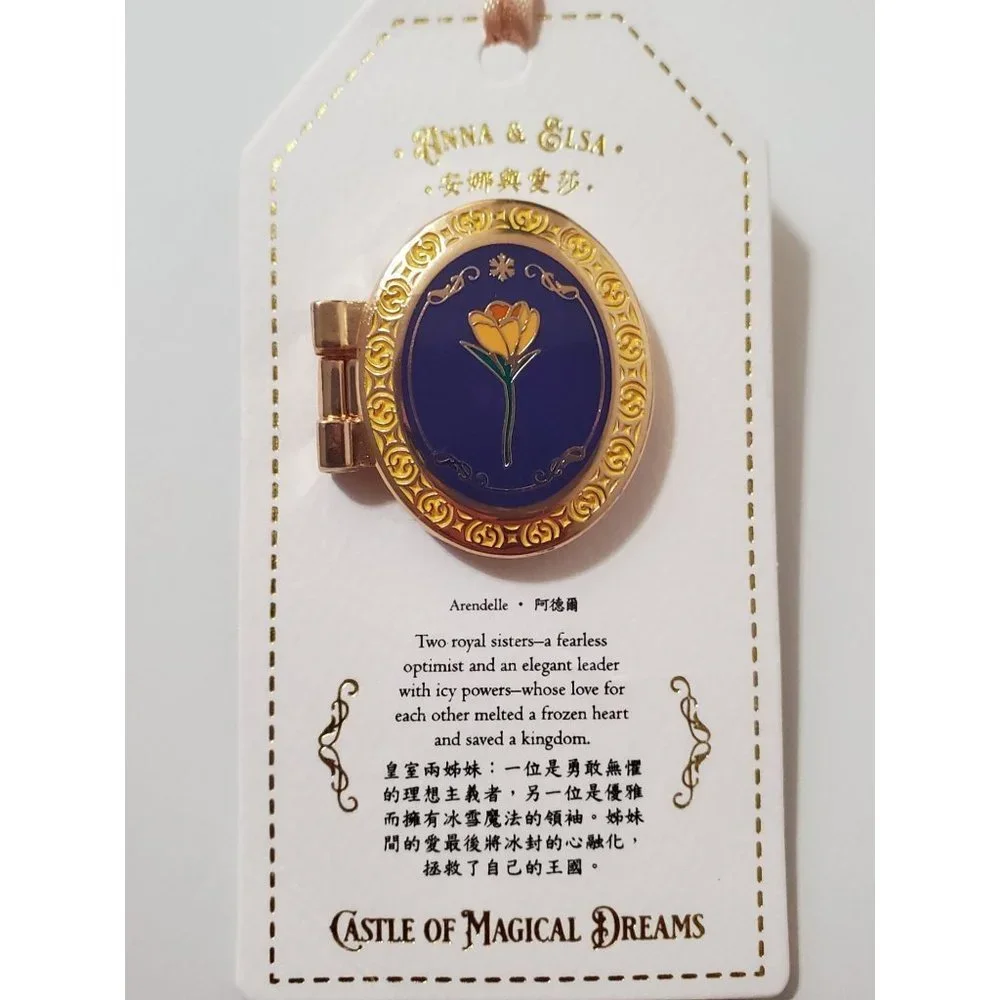 • Anna & Elsa •
• 安娜與愛莎 •
Arendelle • 阿德爾
Two royal sisters—a fearless
optimist and an elegant leader
with icy powers—whose love for
each other melted a frozen heart
and saved a kingdom.
皇室兩姊妹：一位是勇敢無懼
的理想主義者，另一位是優雅
而擁有冰雪魔法的領袖。姊妹
間的愛最後將冰封的心融化，
拯救了自己的王國。
Castle of Magical Dreams